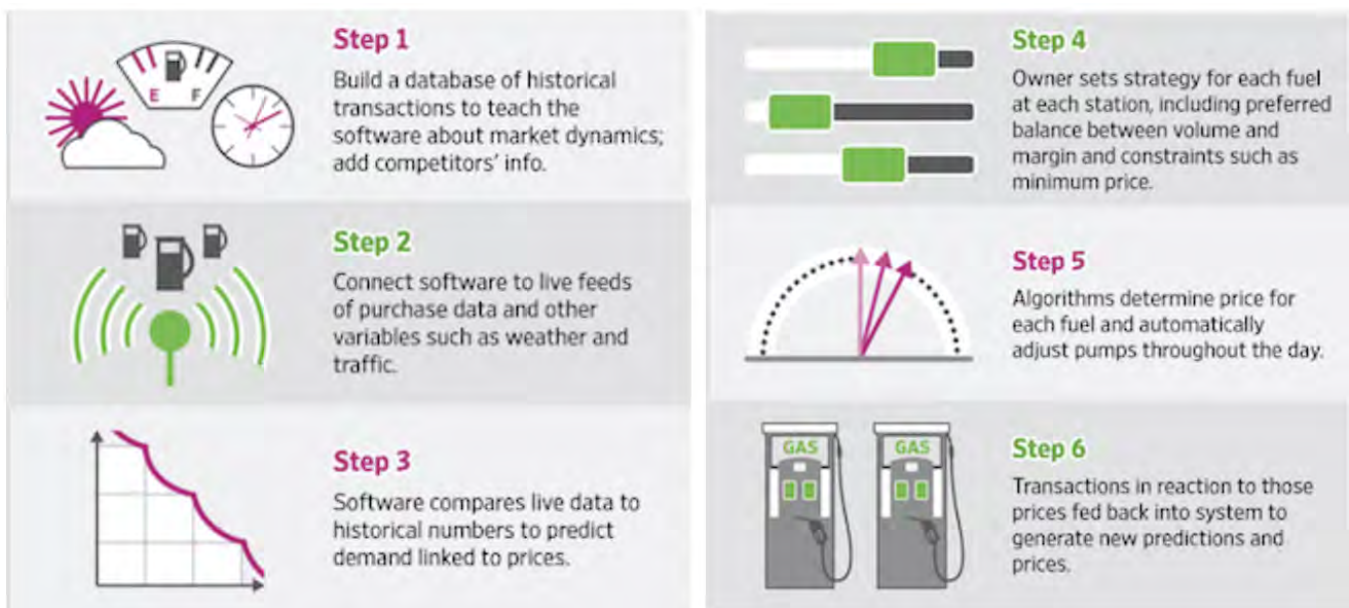 E F
Step 1
Build a database of historical
transactions to teach the
software about market dynamics;
add competitors' info.
Step 2
Connect software to live feeds
of purchase data and other
variables such as weather and
traffic.
Step 3
Software compares live data to
historical numbers to predict
demand linked to prices.
Step 4
Owner sets strategy for each fuel
at each station, including preferred
balance between volume and
margin and constraints such as
minimum price.
Step 5
Algorithms determine price for
each fuel and automatically
adjust pumps throughout the day.
GAS GAS
Step 6
Transactions in reaction to those
prices fed back into system to
generate new predictions and
prices.